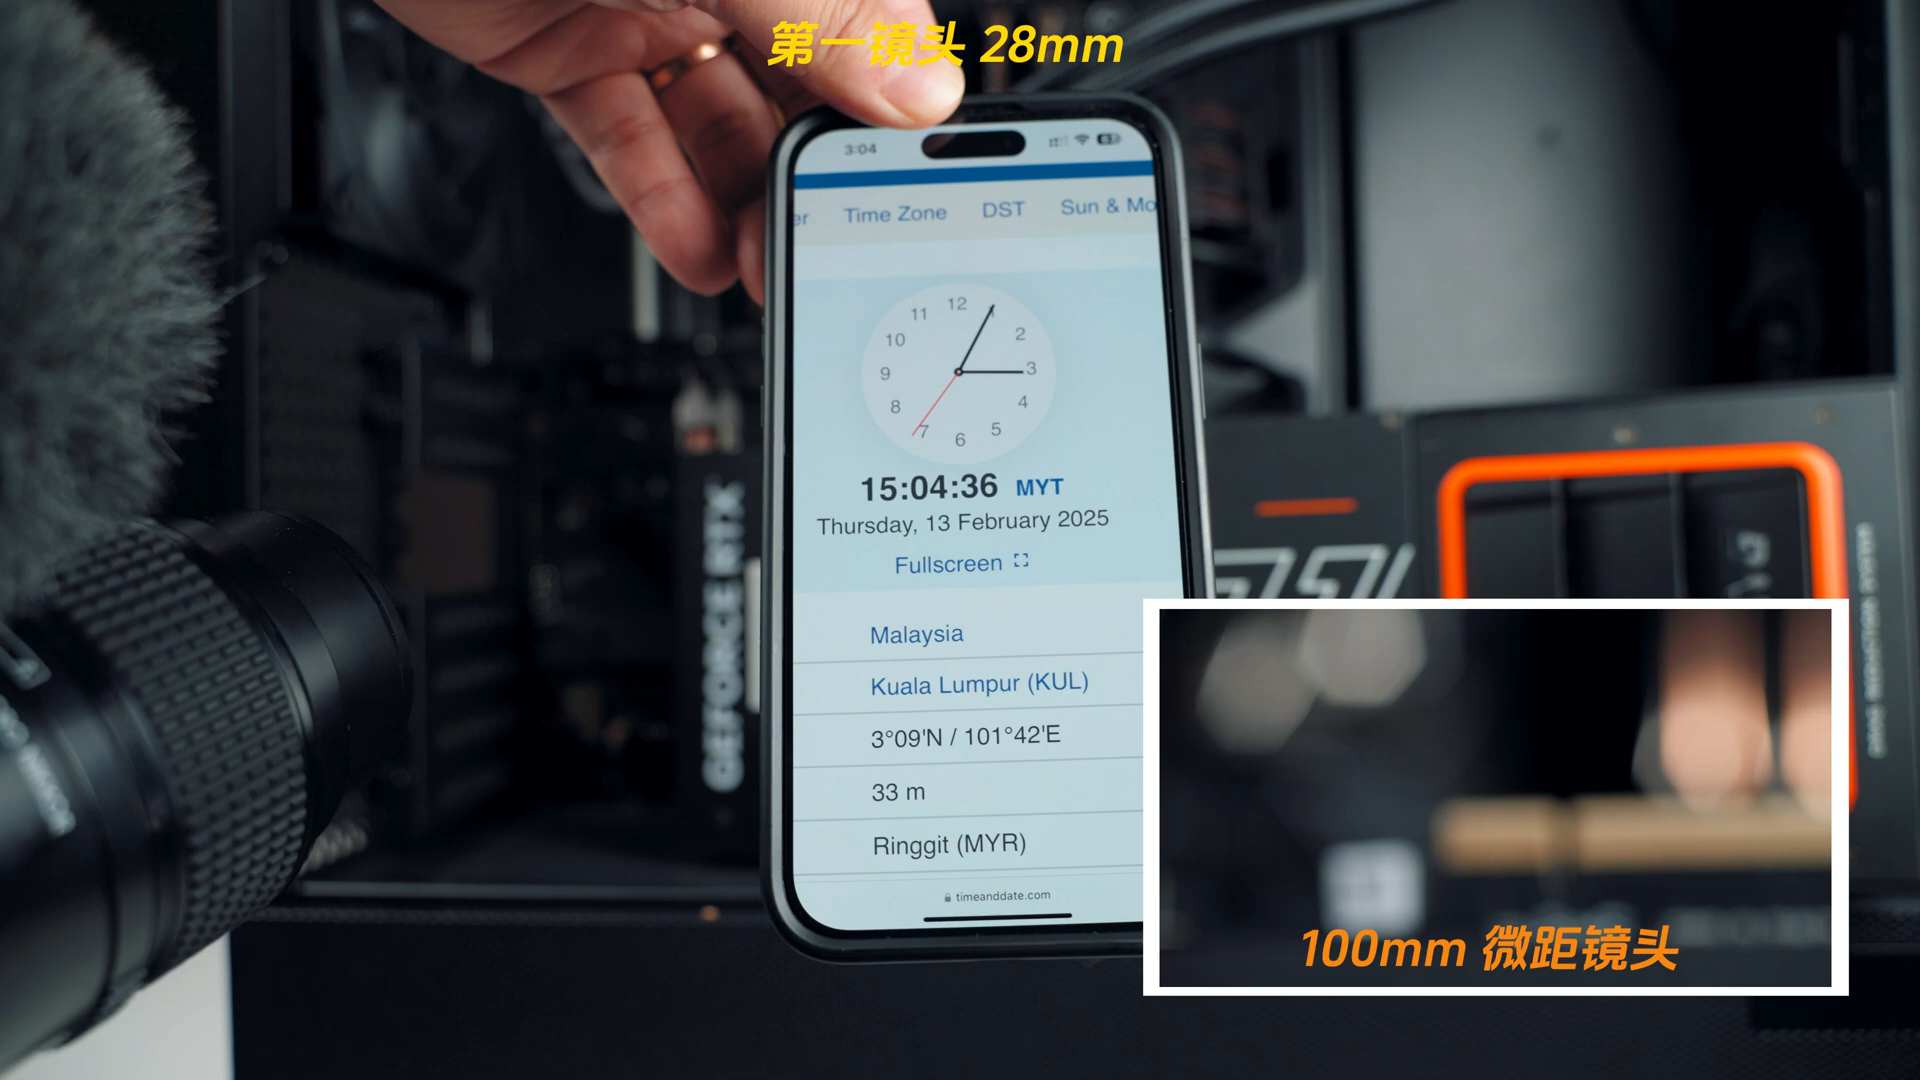 第一镜头 28mm
3:04
er Time Zone DST Sun & Mo
12
11
1
10
2
9
3
8
4
7
5
6
15:04:36 MYT
Thursday, 13 February 2025
Fullscreen
Malaysia
Kuala Lumpur (KUL)
3°09'N / 101°42'E
33 m
Ringgit (MYR)
timeanddate.com
GEFORCE RTX
100mm 微距镜头